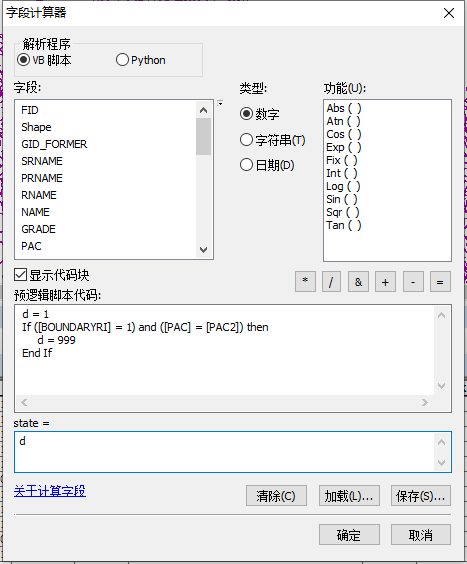 字段计算器
解析程序
VB 脚本
Python
字段:
类型:
功能(U):
FID
Shape
GID_FORMER
SRNAME
PRNAME
RNAME
NAME
GRADE
PAC
数字
字符串(T)
日期(D)
Abs ( )
Atn ( )
Cos ( )
Exp ( )
Fix ( )
Int ( )
Log ( )
Sin ( )
Sqr ( )
Tan ( )
显示代码块
* / & + - =
预逻辑脚本代码:
d = 1
If ([BOUNDARYRI] = 1) and ([PAC] = [PAC2]) then
d = 999
End If
state =
d
关于计算字段
清除(C)
加载(L)...
保存(S)...
确定
取消